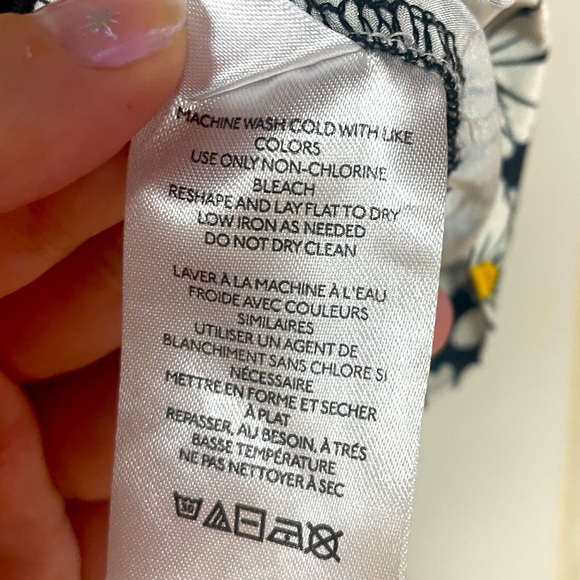 MACHINE WASH COLD WITH LIKE
COLORS
USE ONLY NON-CHLORINE
BLEACH
RESHAPE AND LAY FLAT TO DRY
LOW IRON AS NEEDED
DO NOT DRY CLEAN
LAVER À LA MACHINE À L'EAU
FROIDE AVEC COULEURS
SIMILAIRES
UTILISER UN AGENT DE
BLANCHIMENT SANS CHLORE SI
NÉCESSAIRE
METTRE EN FORME ET SECHER
À PLAT
REPASSER, AU BESOIN, À TRÉS
BASSE TEMPÉRATURE
NE PAS NETTOYER À SEC
30